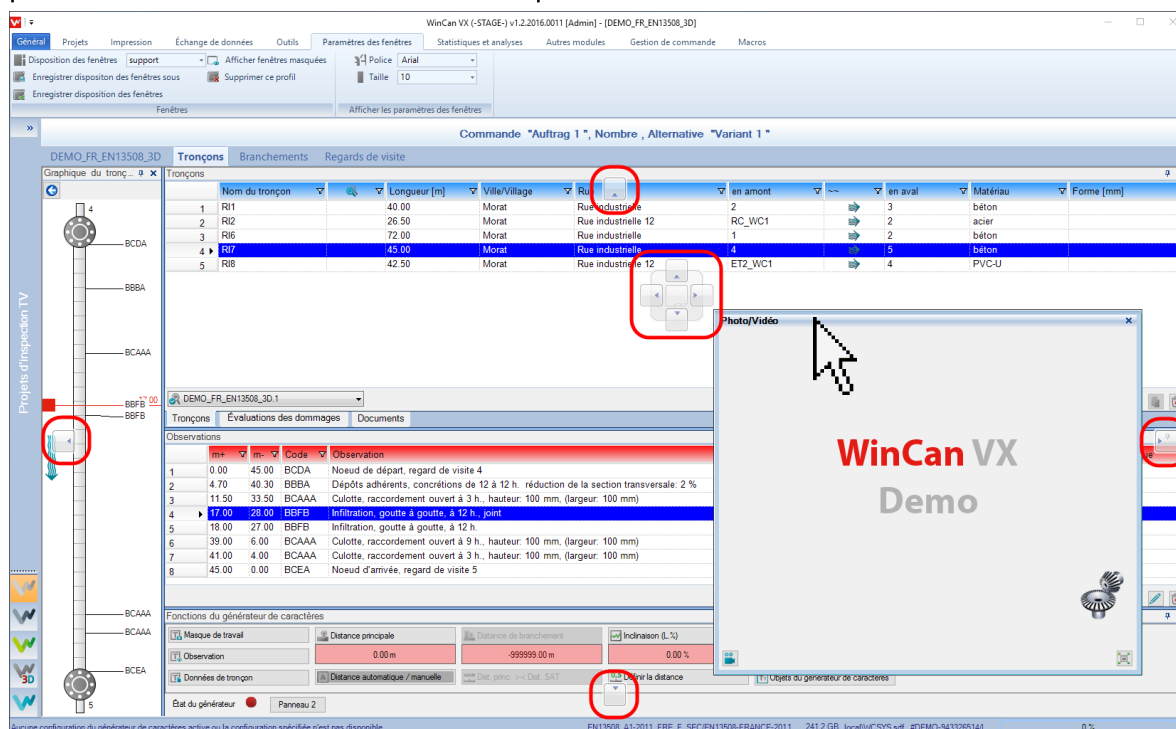 WinCan VX (-STAGE-) v1.2.2016.0011 [Admin] - [DEMO_FR_EN13508_3D]
Général Projets Impression Échange de données Outils Paramètres des fenêtres Statistiques et analyses Autres modules Gestion de commande Macros
Disposition des fenêtres support Afficher fenêtres masquées Police Arial
Enregistrer dispositon des fenêtres sous Supprimer ce profil Taille 10
Enregistrer disposition des fenêtres
Fenêtres Afficher les paramètres des fenêtres
Commande "Auftrag 1 ", Nombre , Alternative "Variant 1 "
DEMO_FR_EN13508_3D Tronçons Branchements Regards de visite
Graphique du tronç... Tronçons
Nom du tronçon Longueur [m] Ville/Village Rue en amont ~~ en aval Matériau Forme [mm]
1 RI1 40.00 Morat Rue industrielle 2 3 béton
2 RI2 26.50 Morat Rue industrielle 12 RC_WC1 2 acier
3 RI6 72.00 Morat Rue industrielle 1 2 béton
4 RI7 45.00 Morat Rue industrielle 4 5 béton
5 RI8 42.50 Morat Rue industrielle 12 ET2_WC1 4 PVC-U
Projets d'inspection TV
4
BCDA
BBBA
BCAAA
17.00
BBFB
BBFB
BCAAA
BCAAA
BCEA
5
3D
DEMO_FR_EN13508_3D.1
Tronçons Évaluations des dommages Documents
Observations
m+ m- Code Observation
1 0.00 45.00 BCDA Noeud de départ, regard de visite 4
2 4.70 40.30 BBBA Dépôts adhérents, concrétions de 12 à 12 h. réduction de la section transversale: 2 %
3 11.50 33.50 BCAAA Culotte, raccordement ouvert à 3 h., hauteur: 100 mm, (largeur: 100 mm)
4 17.00 28.00 BBFB Infiltration, goutte à goutte, à 12 h., joint
5 18.00 27.00 BBFB Infiltration, goutte à goutte, à 12 h.
6 39.00 6.00 BCAAA Culotte, raccordement ouvert à 9 h., hauteur: 100 mm, (largeur: 100 mm)
7 41.00 4.00 BCAAA Culotte, raccordement ouvert à 3 h., hauteur: 100 mm, (largeur: 100 mm)
8 45.00 0.00 BCEA Noeud d'arrivée, regard de visite 5
Photo/Vidéo
WinCan VX
Demo
Fonctions du générateur de caractères
Masque de travail Distance principale Distance de branchement Inclinaison (L.%)
Observation 0.00 m -999999.00 m 0.00 %
Données de tronçon Distance automatique / manuelle Dist. princ. >-< Dist. SAT Définir la distance Objets du générateur de caractères
État du générateur Panneau 2
Aucune configuration du générateur de caractères active ou la configuration spécifiée n'est pas disponible. 0 %